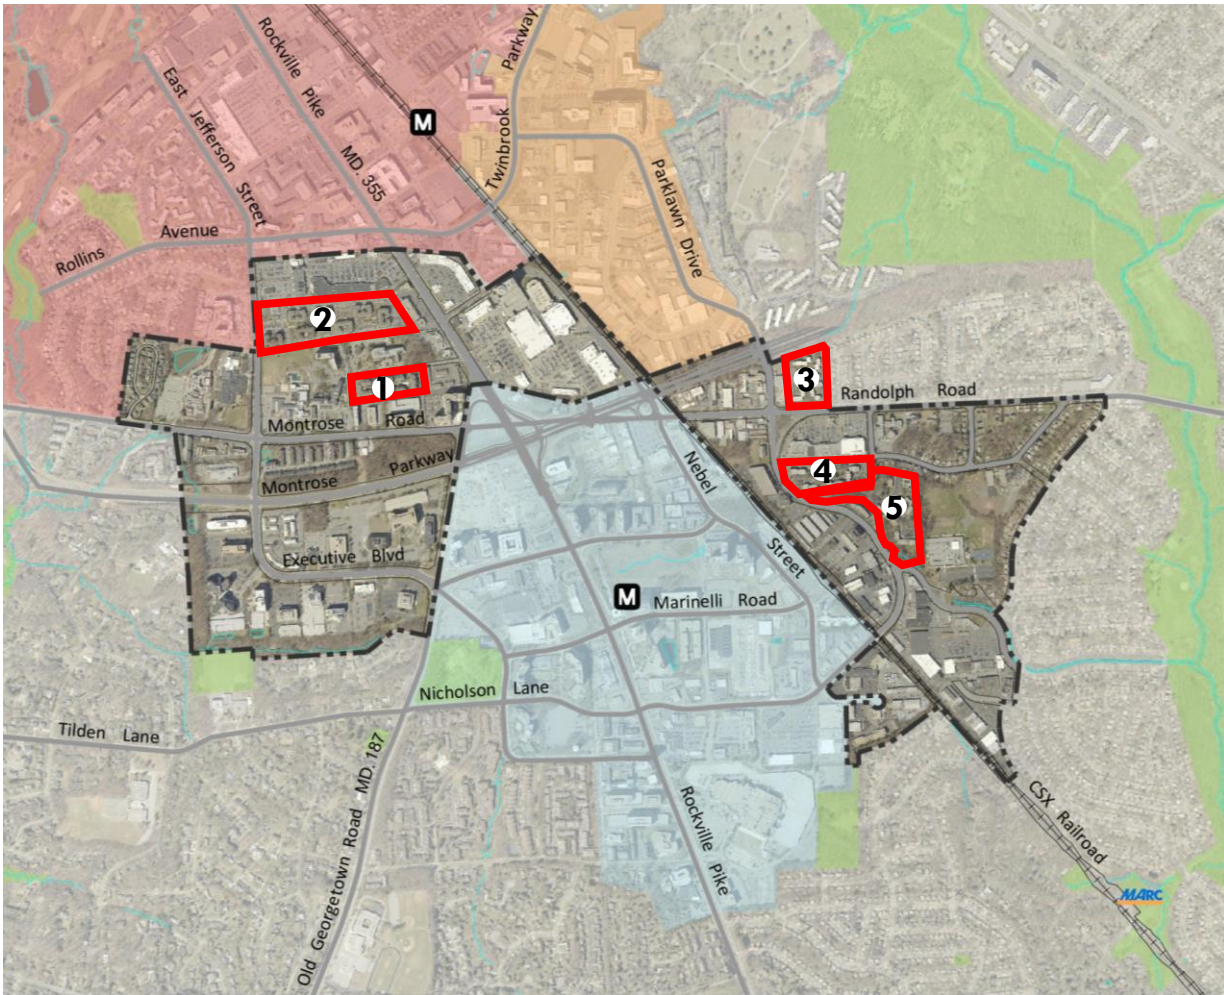 Rockville Pike MD. 355
East Jefferson Street
Twinbrook Parkway
M
Parklawn Drive
Rollins Avenue
2
3
1
Randolph Road
Montrose Road
Montrose Parkway
4
Nebel Street
5
Executive Blvd
M
Marinelli Road
Nicholson Lane
Tilden Lane
Old Georgetown Road MD. 187
Rockville Pike
CSX Railroad
MARC